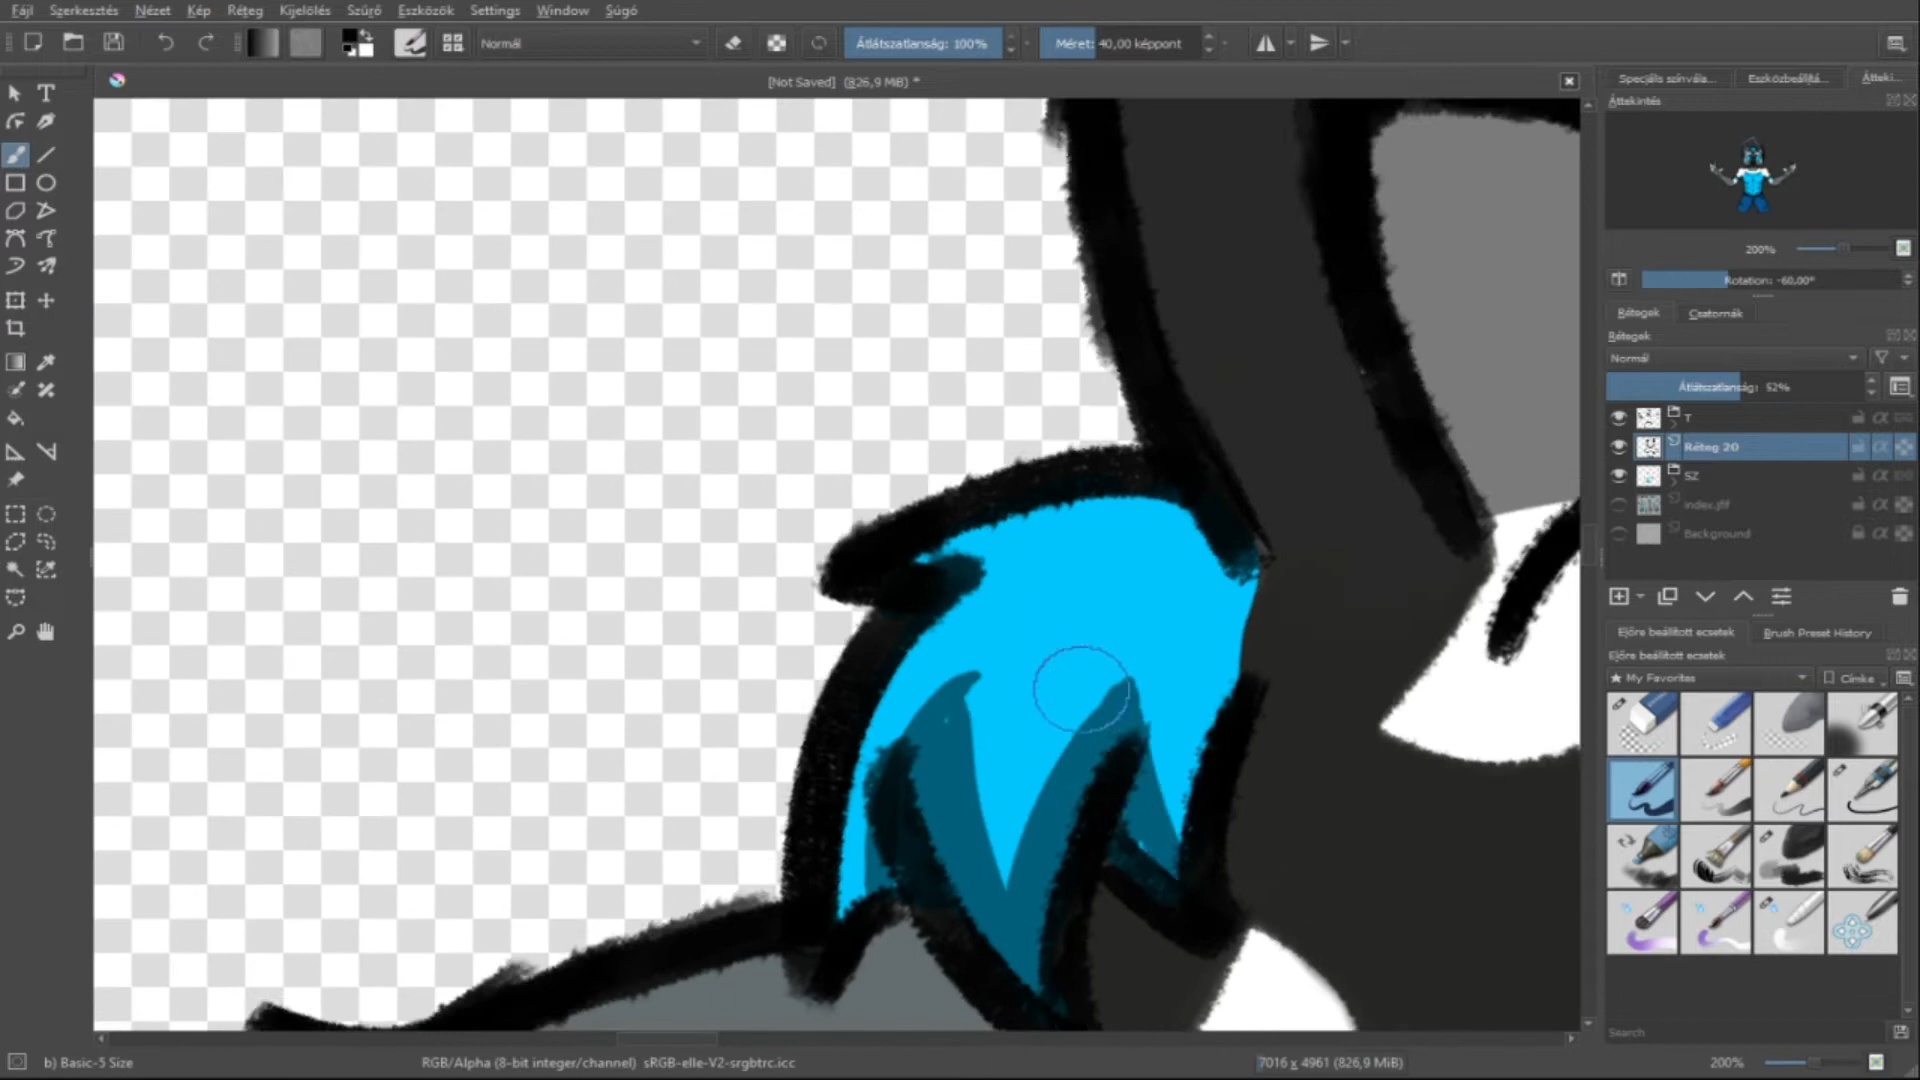 Fájl Szerkesztés Nézet Kép Réteg Kijelölés Szűrő Eszközök Settings Window Súgó
Normál
Átlátszatlanság: 100%
Méret: 40,00 képpont
[Not Saved] (826,9 MiB) *
Speciális színvála... Eszközbeállítá... Átteki...
Áttekintés
200%
Rotation: -60,00°
Rétegek Csatornák
Rétegek
Normál
Átlátszatlanság: 52%
T
Réteg 20
SZ
index.jfif
Background
Előre beállított ecsetek Brush Preset History
Előre beállított ecsetek
★ My Favorites
Címke
Search
b) Basic-5 Size
RGB/Alpha (8-bit integer/channel) sRGB-elle-V2-srgbtrc.icc
7016 x 4961 (826,9 MiB)
200%